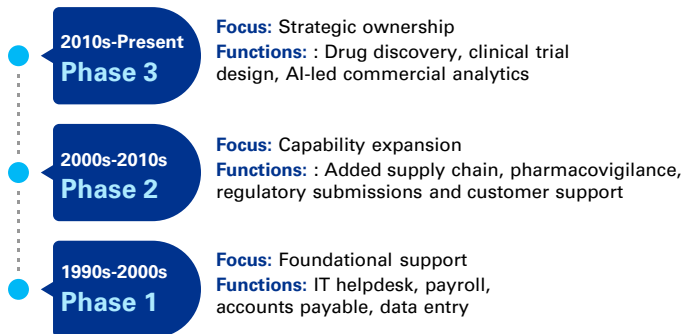 2010s-Present
Phase 3
Focus: Strategic ownership
Functions: : Drug discovery, clinical trial
design, AI-led commercial analytics
2000s-2010s
Phase 2
Focus: Capability expansion
Functions: : Added supply chain, pharmacovigilance,
regulatory submissions and customer support
1990s-2000s
Phase 1
Focus: Foundational support
Functions: IT helpdesk, payroll,
accounts payable, data entry